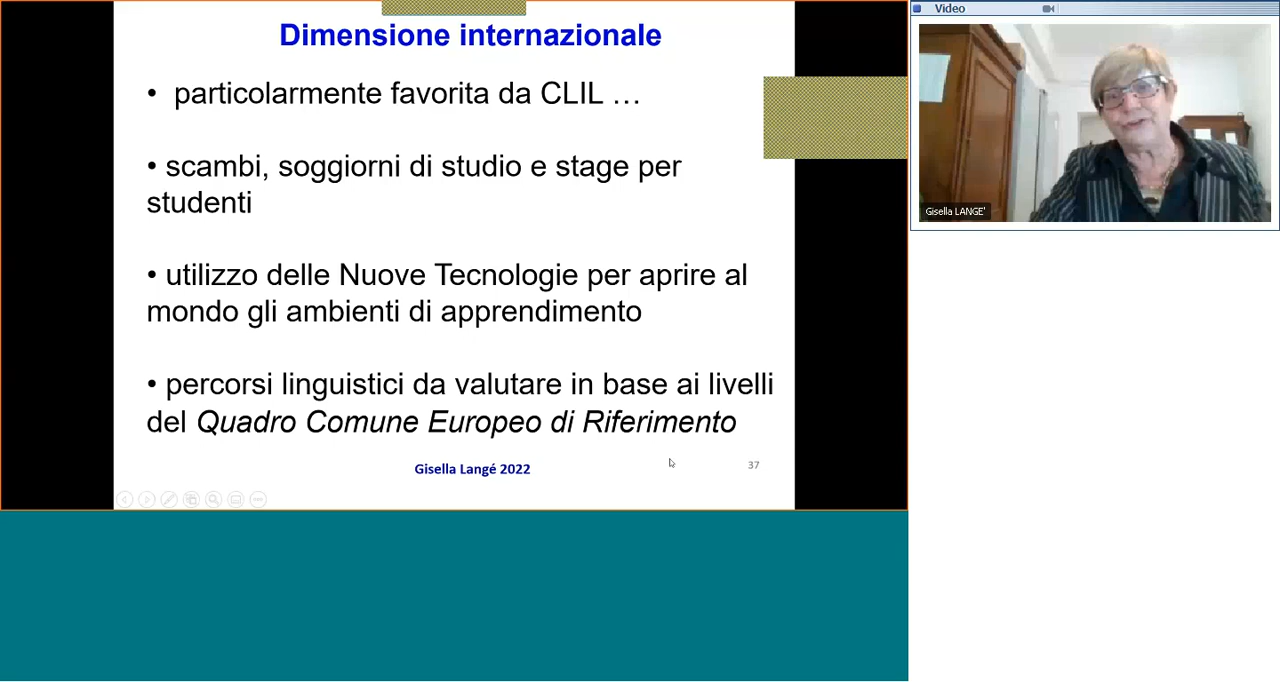 Dimensione internazionale
• particolarmente favorita da CLIL …
• scambi, soggiorni di studio e stage per
studenti
• utilizzo delle Nuove Tecnologie per aprire al
mondo gli ambienti di apprendimento
• percorsi linguistici da valutare in base ai livelli
del Quadro Comune Europeo di Riferimento
Gisella Langé 2022
37
Video
Gisella LANGE'